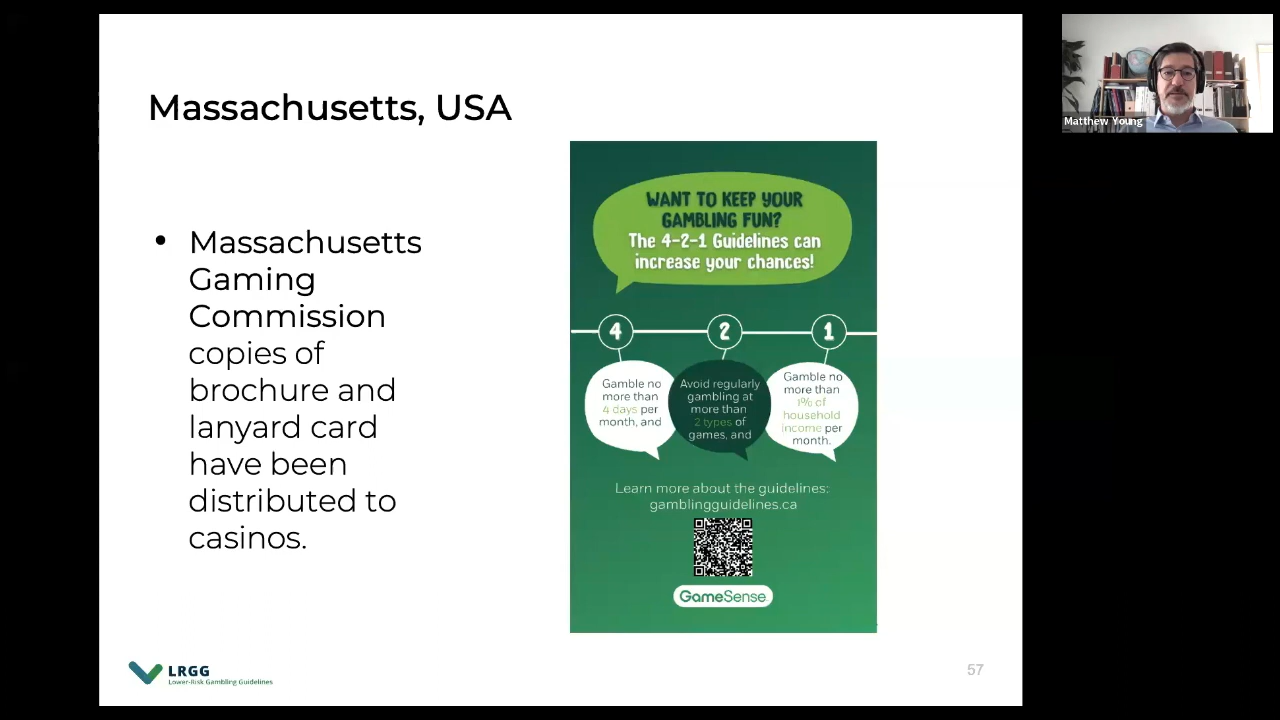 Massachusetts, USA
• Massachusetts
Gaming
Commission
copies of
brochure and
lanyard card
have been
distributed to
casinos.
WANT TO KEEP YOUR
GAMBLING FUN?
The 4-2-1 Guidelines can
increase your chances!
4
2
1
Gamble no
more than
4 days per
month, and
Avoid regularly
gambling at
more than
2 types of
games, and
Gamble no
more than
1% of
household
income per
month.
Learn more about the guidelines:
gamblingguidelines.ca
GameSense
LRGG
Lower-Risk Gambling Guidelines
57
Matthew Young